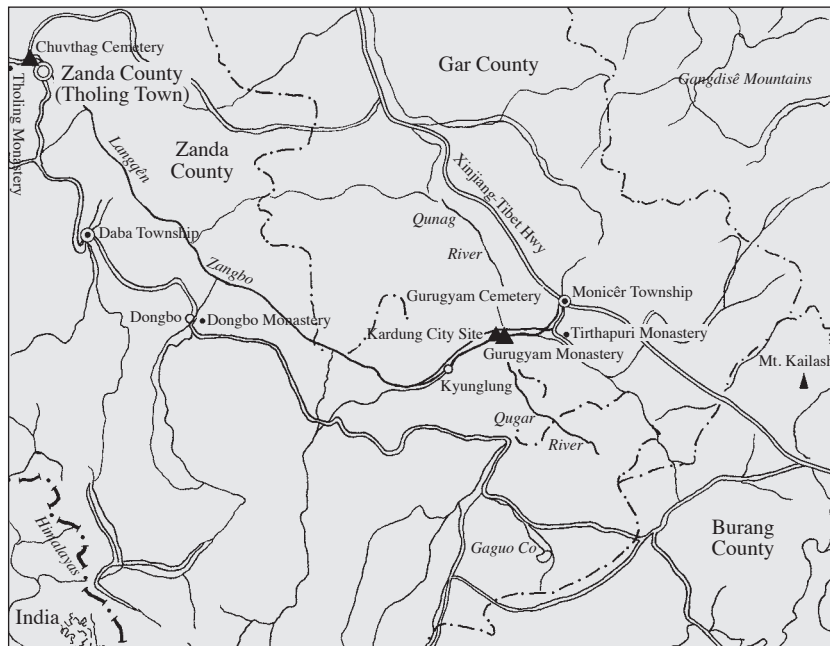 Chuvthag Cemetery
Zanda County
(Tholing Town)
Tholing Monastery
Gar County
Gangdisê Mountains
Langqên
Zanda
County
Xinjiang-Tibet Hwy
Qunag
River
Daba Township
Zangbo
Gurugyam Cemetery
Monicêr Township
Dongbo
Dongbo Monastery
Kardung City Site
Tirthapuri Monastery
Gurugyam Monastery
Mt. Kailash
Kyunglung
Qugar
River
Himalayas
Gaguo Co
Burang
County
India